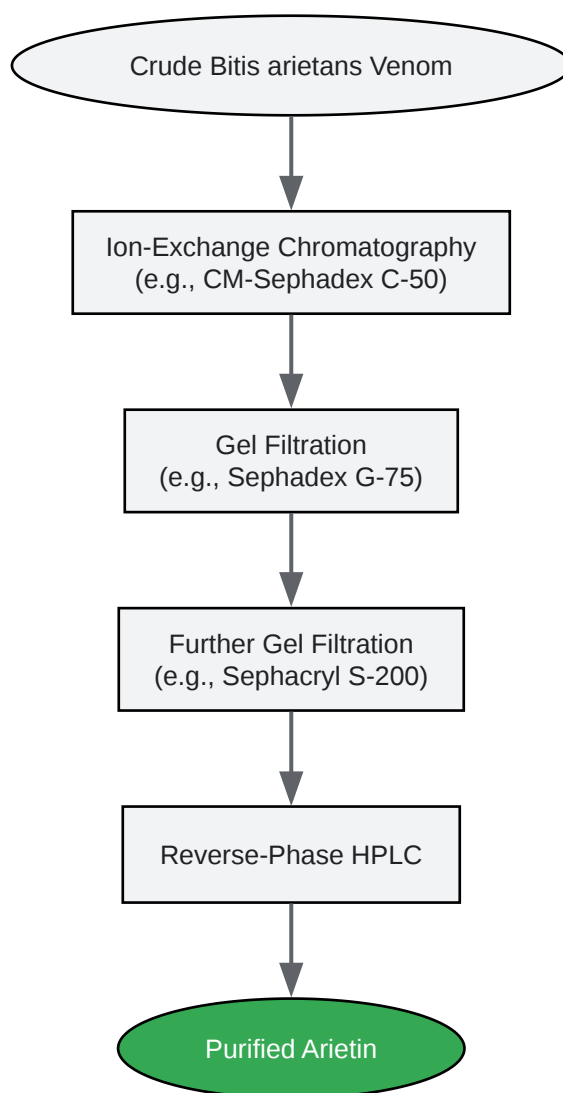 Crude Bitis arietans Venom
Ion-Exchange Chromatography
(e.g., CM-Sephadex C-50)
Gel Filtration
(e.g., Sephadex G-75)
Further Gel Filtration
(e.g., Sephacryl S-200)
Reverse-Phase HPLC
Purified Arietin